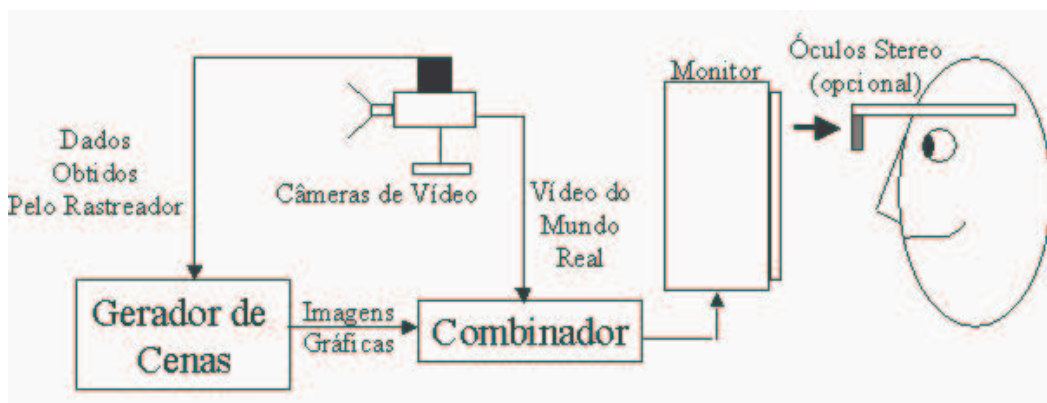 Óculos Stereo
(opcional)
Monitor
Dados
Obtidos
Pelo Rastreador
Câmeras de Vídeo
Vídeo do
Mundo
Real
Gerador de
Cenas
Imagens
Gráficas
Combinador